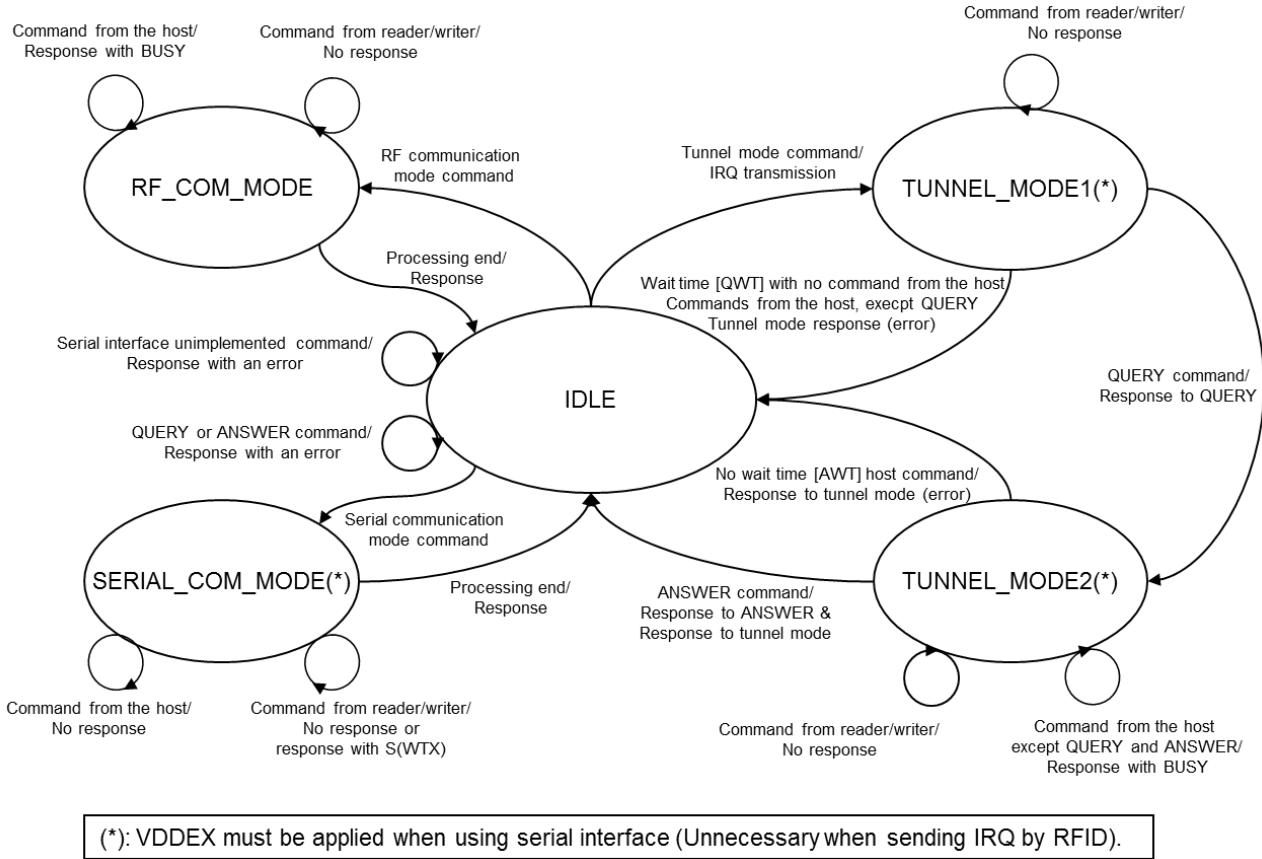 Command from the host/
Response with BUSY
Command from reader/writer/
No response
Command from reader/writer/
No response
RF_COM_MODE
RF communication
mode command
Tunnel mode command/
IRQ transmission
TUNNEL_MODE1(*)
Processing end/
Response
Wait time [QWT] with no command from the host
Commands from the host, execpt QUERY
Tunnel mode response (error)
Serial interface unimplemented command/
Response with an error
IDLE
QUERY command/
Response to QUERY
QUERY or ANSWER command/
Response with an error
No wait time [AWT] host command/
Response to tunnel mode (error)
Serial communication
mode command
SERIAL_COM_MODE(*)
Processing end/
Response
ANSWER command/
Response to ANSWER &
Response to tunnel mode
TUNNEL_MODE2(*)
Command from the host/
No response
Command from reader/writer/
No response or
response with S(WTX)
Command from reader/writer/
No response
Command from the host
except QUERY and ANSWER/
Response with BUSY
(*): VDDEX must be applied when using serial interface (Unnecessary when sending IRQ by RFID).